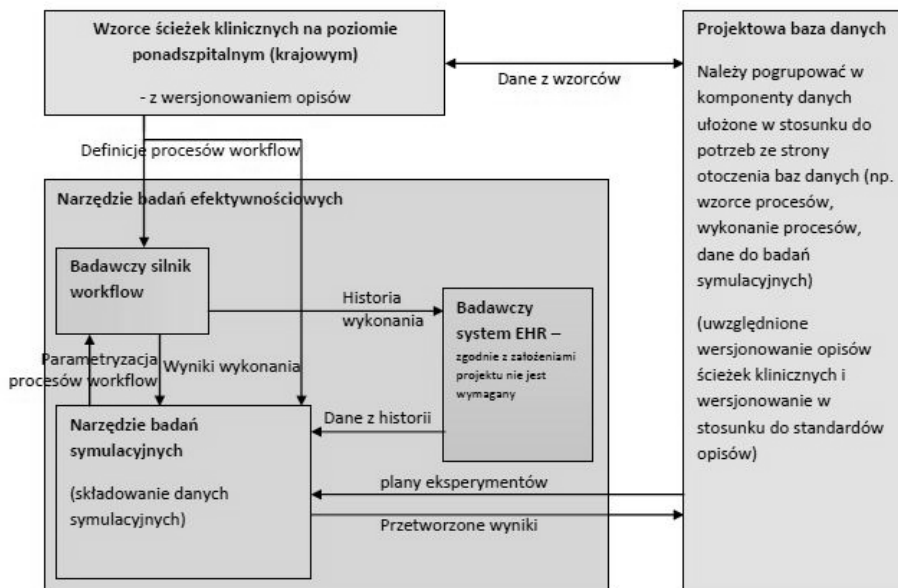 Wzorce ścieżek klinicznych na poziomie
ponadszpitalnym (krajowym)
- z wersjonowaniem opisów
Dane z wzorców
Projektowa baza danych
Należy pogrupować w
komponenty danych
ułożone w stosunku do
potrzeb ze strony
otoczenia baz danych (np.
wzorce procesów,
wykonanie procesów,
dane do badań
symulacyjnych)
(uwzględnione
wersjonowanie opisów
ścieżek klinicznych i
wersjonowanie w
stosunku do standardów
opisów)
Definicje procesów workflow
Narzędzie badań efektywnościowych
Badawczy silnik
workflow
Historia
wykonania
Badawczy
system EHR –
zgodnie z założeniami
projektu nie jest
wymagany
Parametryzacja
procesów workflow
Wyniki wykonania
Narzędzie badań
symulacyjnych
(składowanie danych
symulacyjnych)
Dane z historii
plany eksperymentów
Przetworzone wyniki